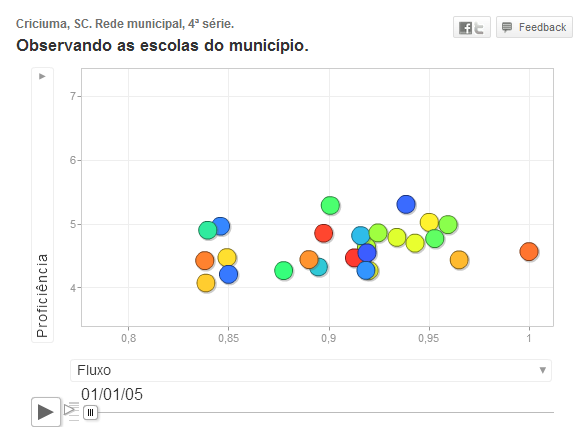 Criciuma, SC. Rede municipal, 4ª série.
Feedback
Observando as escolas do município.
Proficiência
7
6
5
4
0,8
0,85
0,9
0,95
1
Fluxo
01/01/05